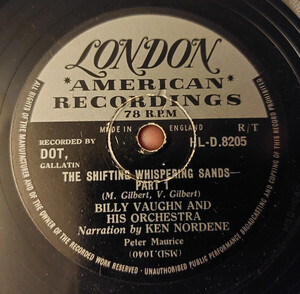 LONDON
*AMERICAN*
RECORDINGS
78 R.P.M
MADE IN ENGLAND
R/T
RECORDED BY
DOT,
GALLATIN
HL-D.8205
THE SHIFTING WHISPERING SANDS—
PART 1
(M. Gilbert, V. Gilbert)
BILLY VAUGHN AND
HIS ORCHESTRA
Narration by KEN NORDENE
Peter Maurice
(MSD.1040)
ALL RIGHTS OF THE MANUFACTURER AND OF THE OWNER OF THE RECORDED WORK RESERVED — UNAUTHORISED PUBLIC PERFORMANCE BROADCASTING AND COPYING OF THIS RECORD PROHIBITED